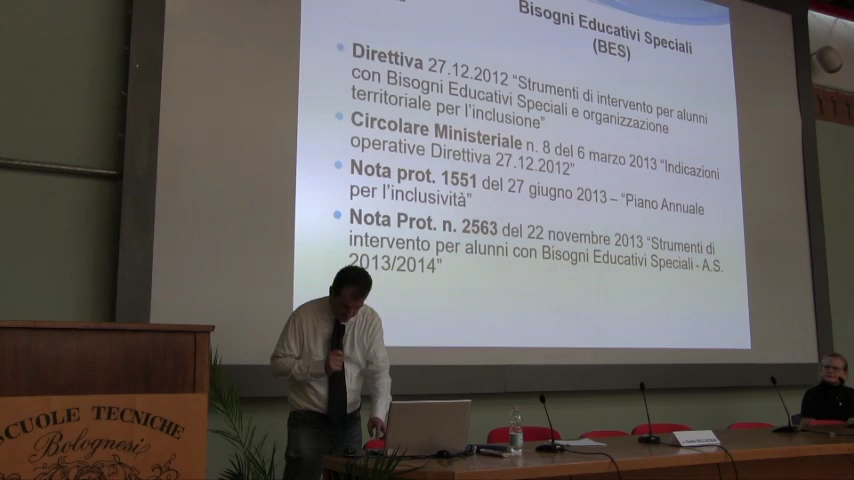 Bisogni Educativi Speciali
(BES)
Direttiva 27.12.2012 “Strumenti di intervento per alunni
con Bisogni Educativi Speciali e organizzazione
territoriale per l’inclusione”
Circolare Ministeriale n. 8 del 6 marzo 2013 “Indicazioni
operative Direttiva 27.12.2012”
Nota prot. 1551 del 27 giugno 2013 – “Piano Annuale
per l’inclusività”
Nota Prot. n. 2563 del 22 novembre 2013 “Strumenti di
intervento per alunni con Bisogni Educativi Speciali - A.S.
2013/2014”
SCUOLE TECNICHE
Bolognesi